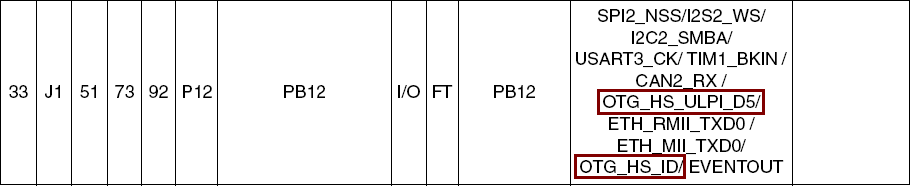 33 J1 51 73 92 P12 PB12 I/O FT PB12
SPI2_NSS/I2S2_WS/
I2C2_SMBA/
USART3_CK/ TIM1_BKIN /
CAN2_RX /
OTG_HS_ULPI_D5/
ETH_RMII_TXD0 /
ETH_MII_TXD0/
OTG_HS_ID/ EVENTOUT